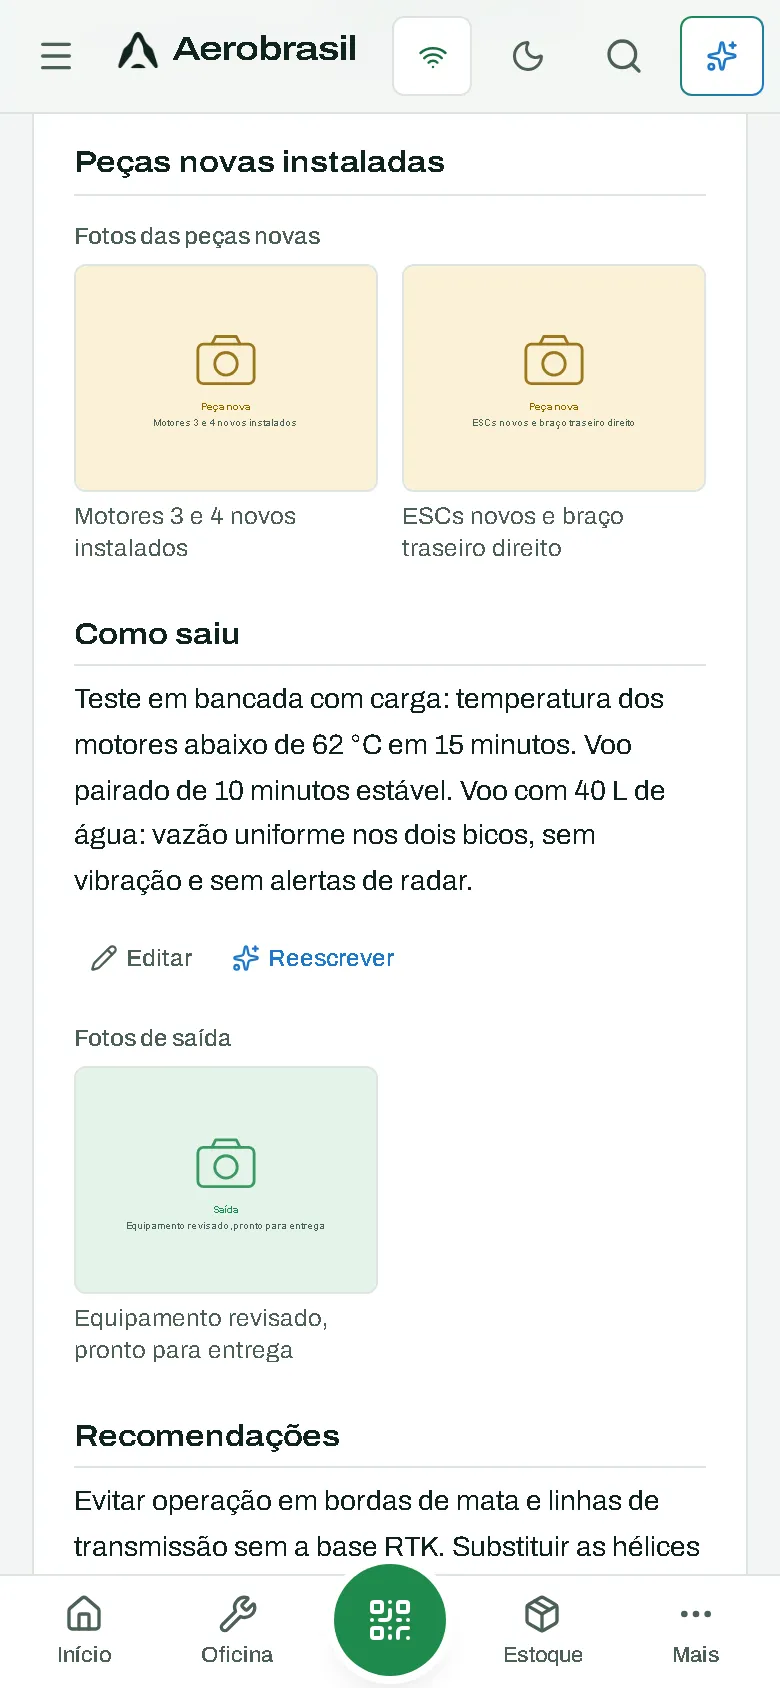 Aerobrasil
Peças novas instaladas
Fotos das peças novas
Peça nova
Motores 3 e 4 novos instalados
Peça nova
ESCs novos e braço traseiro direito
Motores 3 e 4 novos
instalados
ESCs novos e braço
traseiro direito
Como saiu
Teste em bancada com carga: temperatura dos
motores abaixo de 62 °C em 15 minutos. Voo
pairado de 10 minutos estável. Voo com 40 L de
água: vazão uniforme nos dois bicos, sem
vibração e sem alertas de radar.
Editar
Reescrever
Fotos de saída
Saída
Equipamento revisado, pronto para entrega
Equipamento revisado,
pronto para entrega
Recomendações
Evitar operação em bordas de mata e linhas de
transmissão sem a base RTK. Substituir as hélices
Início
Oficina
Estoque
Mais